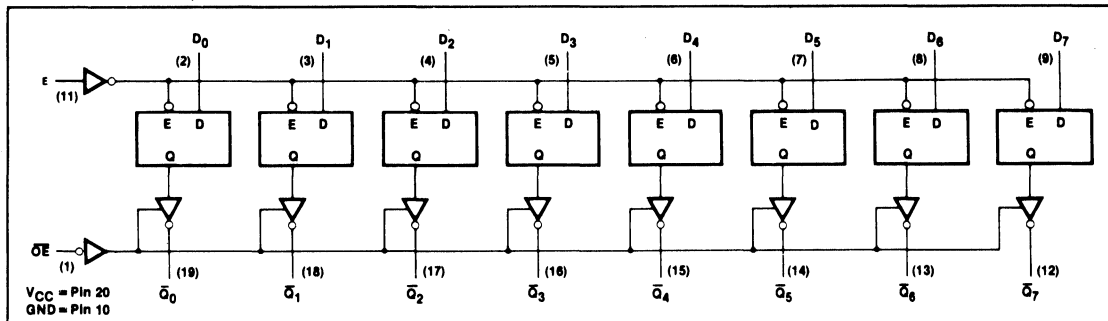 D0 D1 D2 D3 D4 D5 D6 D7
(2) (3) (4) (5) (6) (7) (8) (9)
E
(11)
E D E D E D E D E D E D E D E D
Q Q Q Q Q Q Q Q
O̅E̅
(1)
(19) (18) (17) (16) (15) (14) (13) (12)
Q̅0 Q̅1 Q̅2 Q̅3 Q̅4 Q̅5 Q̅6 Q̅7
VCC = Pin 20
GND = Pin 10